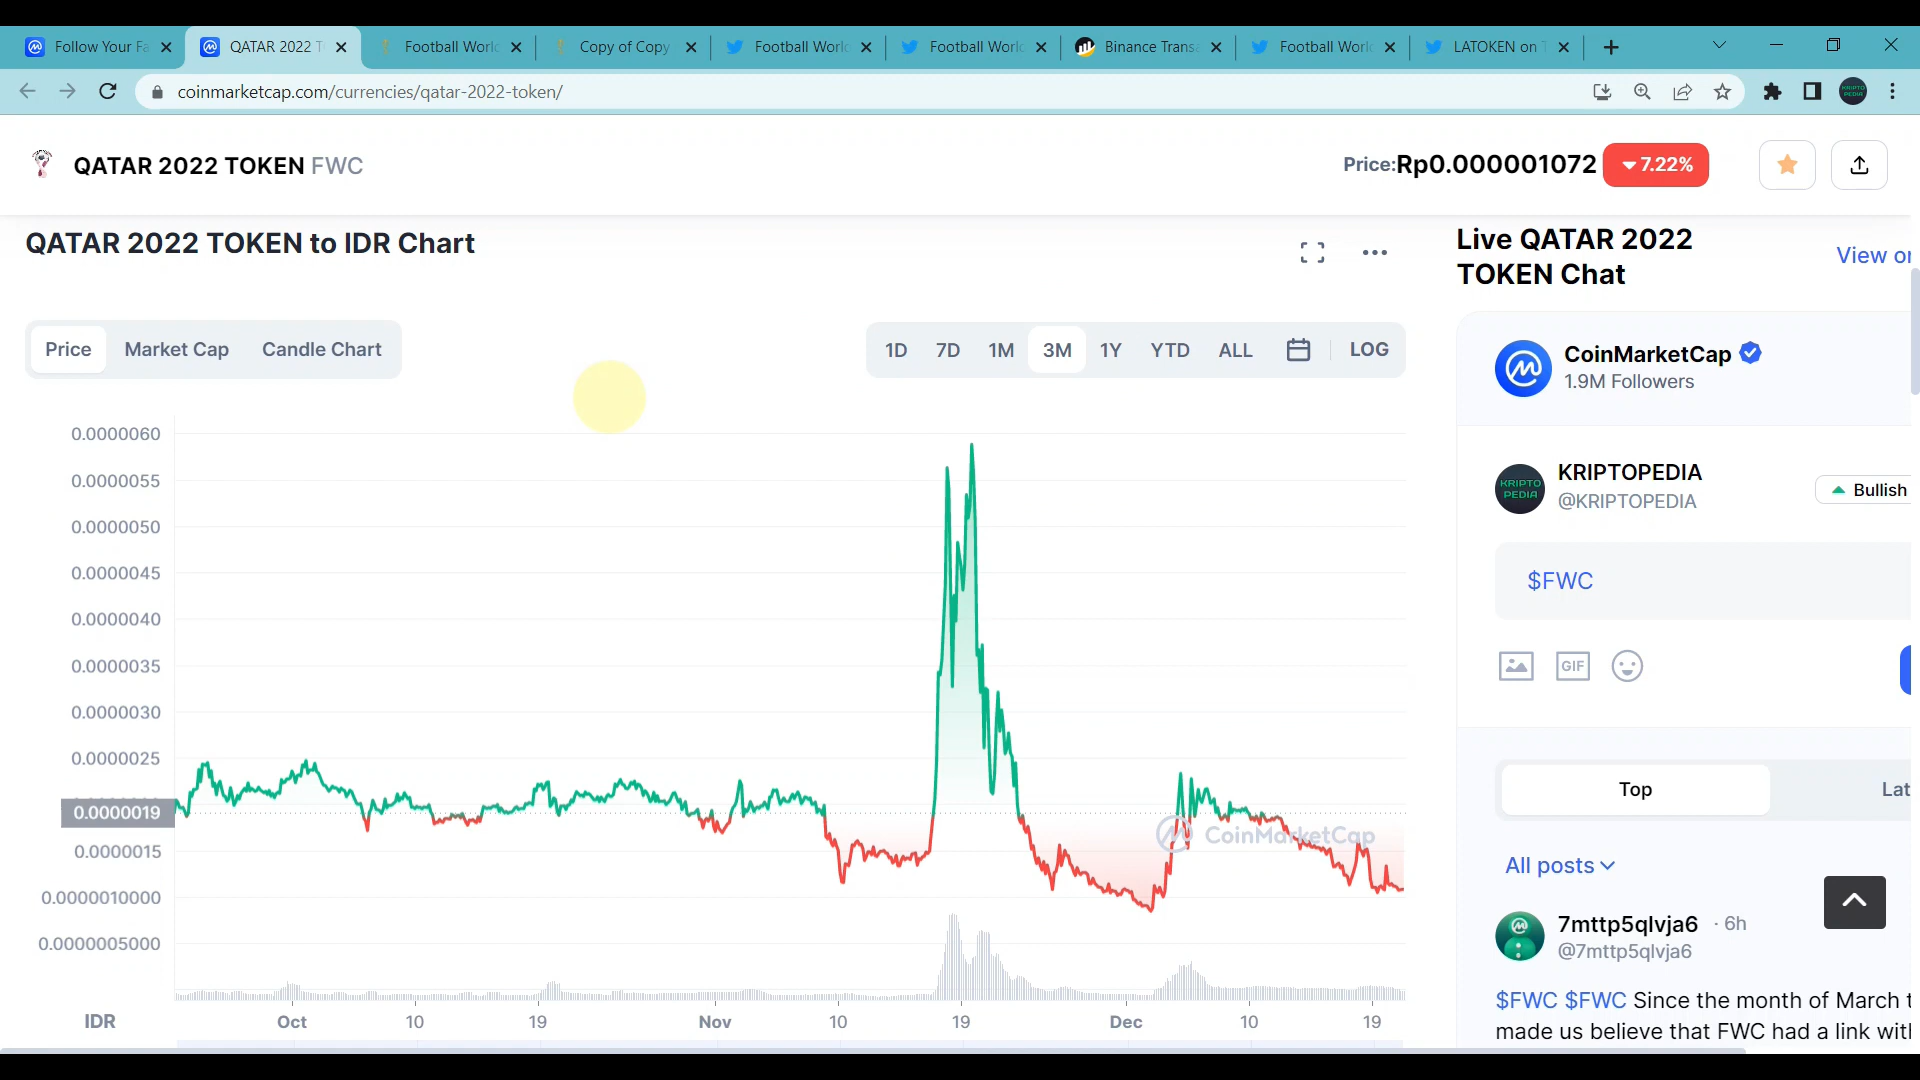 Follow Your Fa
QATAR 2022 T
Football Worl
Copy of Copy
Football Worl
Football Worl
Binance Transa
Football Worl
LATOKEN on T
coinmarketcap.com/currencies/qatar-2022-token/
QATAR 2022 TOKEN FWC
Price:Rp0.000001072
7.22%
QATAR 2022 TOKEN to IDR Chart
Price
Market Cap
Candle Chart
1D
7D
1M
3M
1Y
YTD
ALL
LOG
0.0000060
0.0000055
0.0000050
0.0000045
0.0000040
0.0000035
0.0000030
0.0000025
0.0000019
0.0000015
0.0000010000
0.0000005000
CoinMarketCap
IDR
Oct
10
19
Nov
10
19
Dec
10
19
Live QATAR 2022
TOKEN Chat
View on
CoinMarketCap
1.9M Followers
KRIPTO
PEDIA
KRIPTOPEDIA
@KRIPTOPEDIA
Bullish
$FWC
GIF
Top
Lat
All posts
7mttp5qlvja6 · 6h
@7mttp5qlvja6
$FWC $FWC Since the month of March t
made us believe that FWC had a link wit